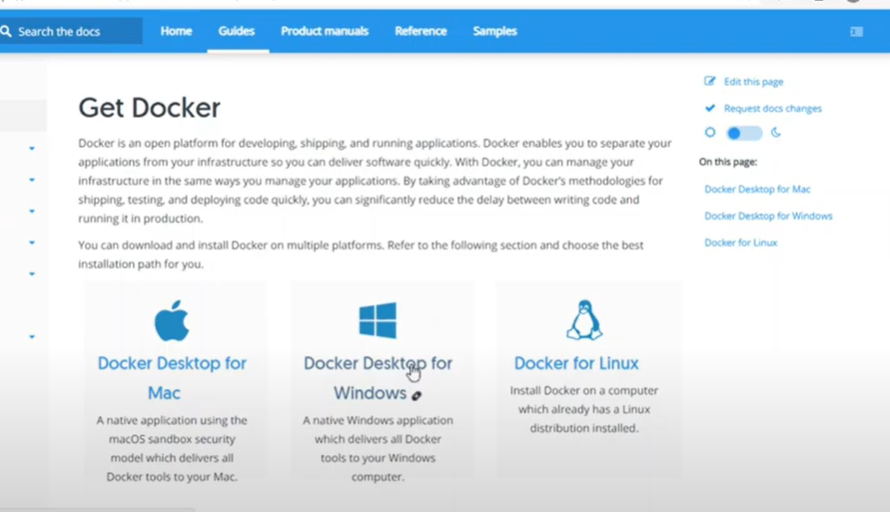 Search the docs
Home
Guides
Product manuals
Reference
Samples
Get Docker
Docker is an open platform for developing, shipping, and running applications. Docker enables you to separate your
applications from your infrastructure so you can deliver software quickly. With Docker, you can manage your
infrastructure in the same ways you manage your applications. By taking advantage of Docker's methodologies for
shipping, testing, and deploying code quickly, you can significantly reduce the delay between writing code and
running it in production.
You can download and install Docker on multiple platforms. Refer to the following section and choose the best
installation path for you.
Docker Desktop for
Mac
A native application using the
macOS sandbox security
model which delivers all
Docker tools to your Mac.
Docker Desktop for
Windows
A native Windows application
which delivers all Docker
tools to your Windows
computer.
Docker for Linux
Install Docker on a computer
which already has a Linux
distribution installed.
Edit this page
Request docs changes
On this page:
Docker Desktop for Mac
Docker Desktop for Windows
Docker for Linux